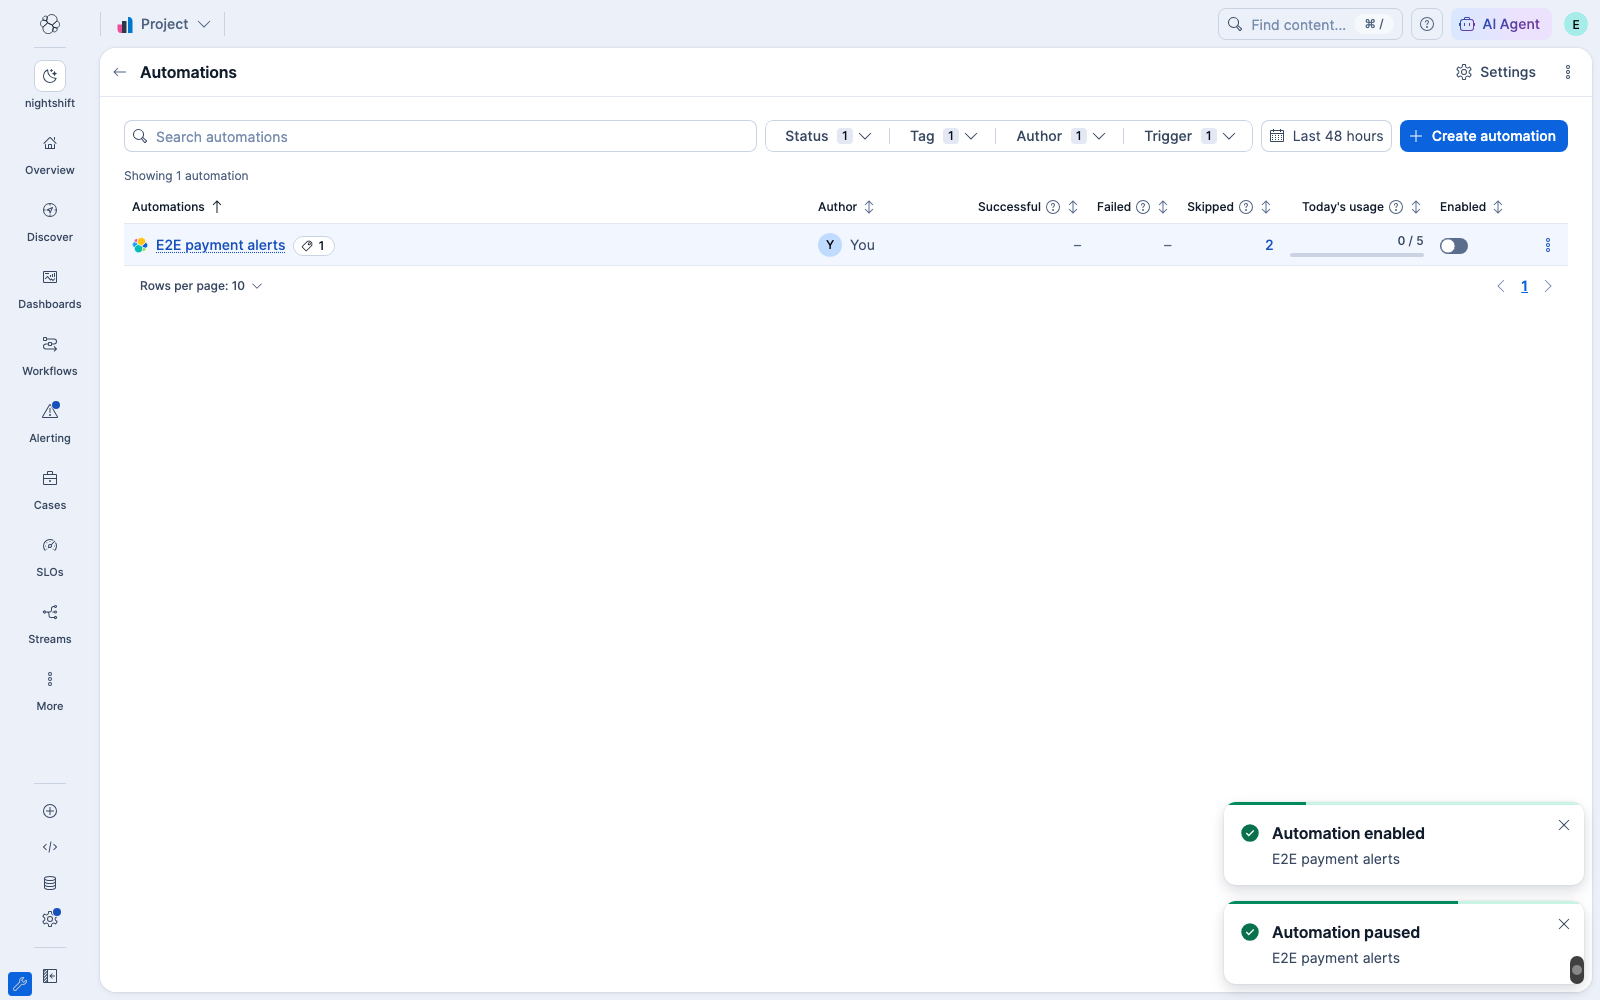 Project
Find content...
⌘ /
AI Agent
E
nightshift
Overview
Discover
Dashboards
Workflows
Alerting
Cases
SLOs
Streams
More
Automations
Settings
Search automations
Status 1
Tag 1
Author 1
Trigger 1
Last 48 hours
Create automation
Showing 1 automation
Automations
Author
Successful
Failed
Skipped
Today's usage
Enabled
E2E payment alerts
1
Y
You
–
–
2
0 / 5
Rows per page: 10
1
Automation enabled
E2E payment alerts
Automation paused
E2E payment alerts